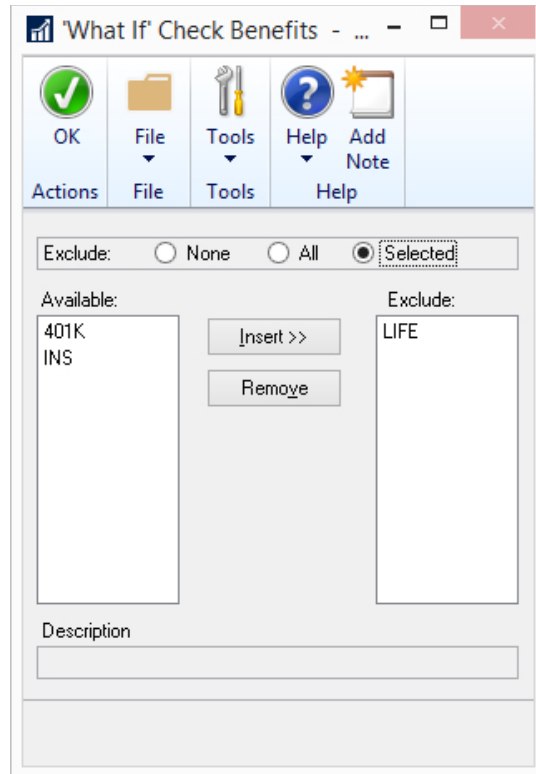 'What If' Check Benefits - ...
OK File Tools Help Add Note
Actions File Tools Help
Exclude: None All Selected
Available: Exclude:
401K Insert >> LIFE
INS
Remove
Description